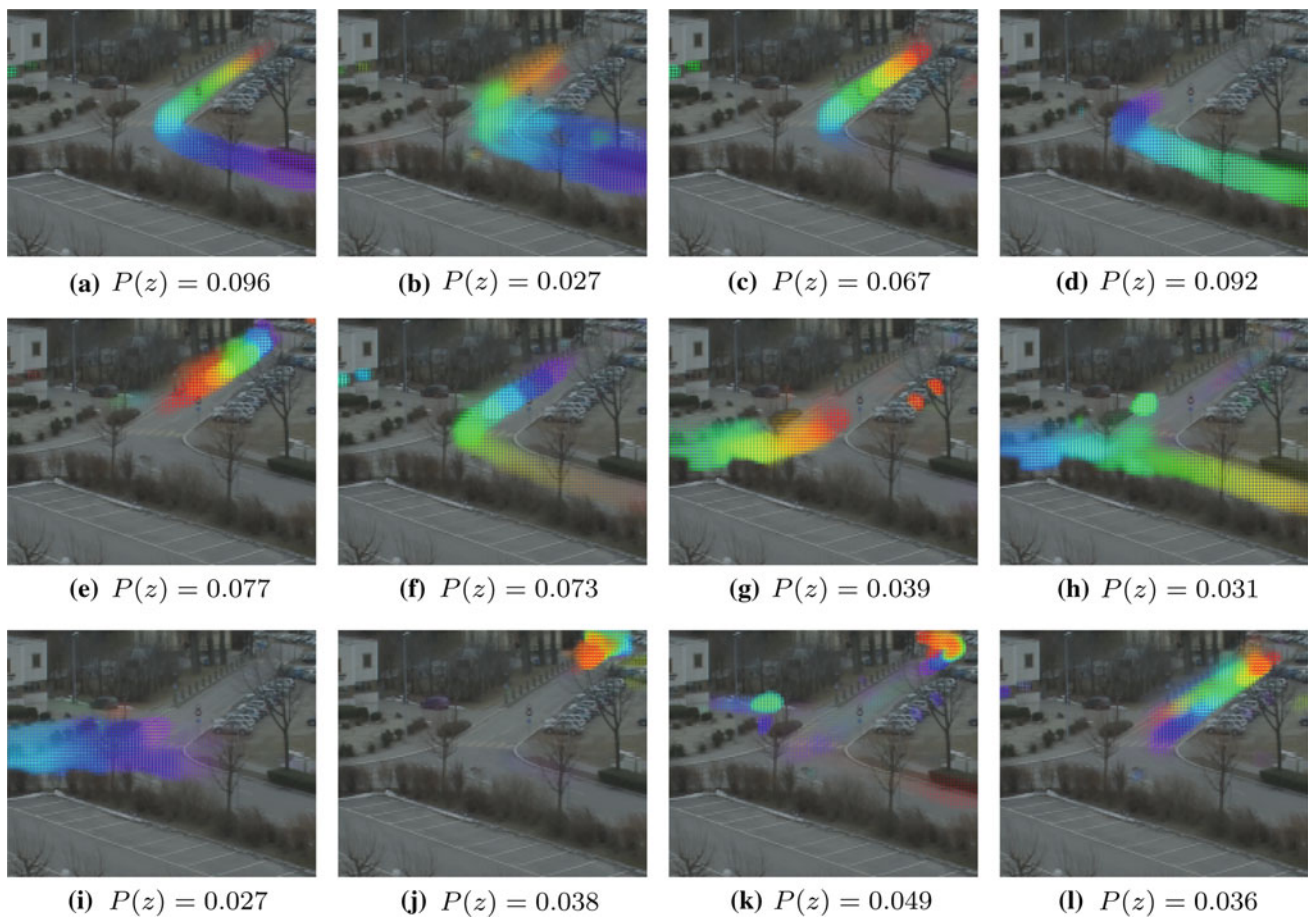 (a) P(z) = 0.096
(b) P(z) = 0.027
(c) P(z) = 0.067
(d) P(z) = 0.092
(e) P(z) = 0.077
(f) P(z) = 0.073
(g) P(z) = 0.039
(h) P(z) = 0.031
(i) P(z) = 0.027
(j) P(z) = 0.038
(k) P(z) = 0.049
(l) P(z) = 0.036